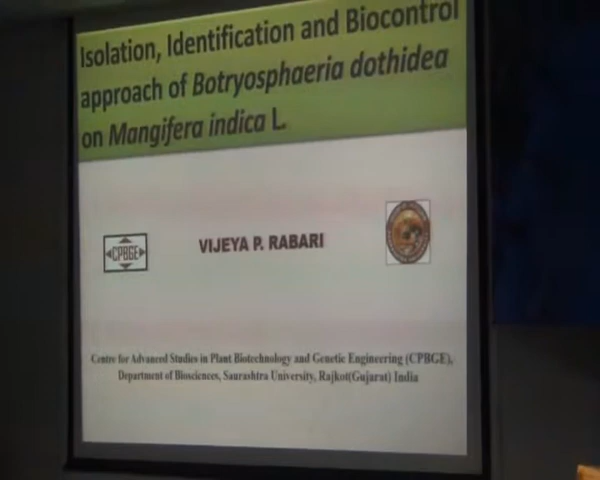 Isolation, Identification and Biocontrol
approach of Botryosphaeria dothidea
on Mangifera indica L.
CPBGE
VIJEYA P. RABARI
Centre for Advanced Studies in Plant Biotechnology and Genetic Engineering (CPBGE),
Department of Biosciences, Saurashtra University, Rajkot(Gujarat) India